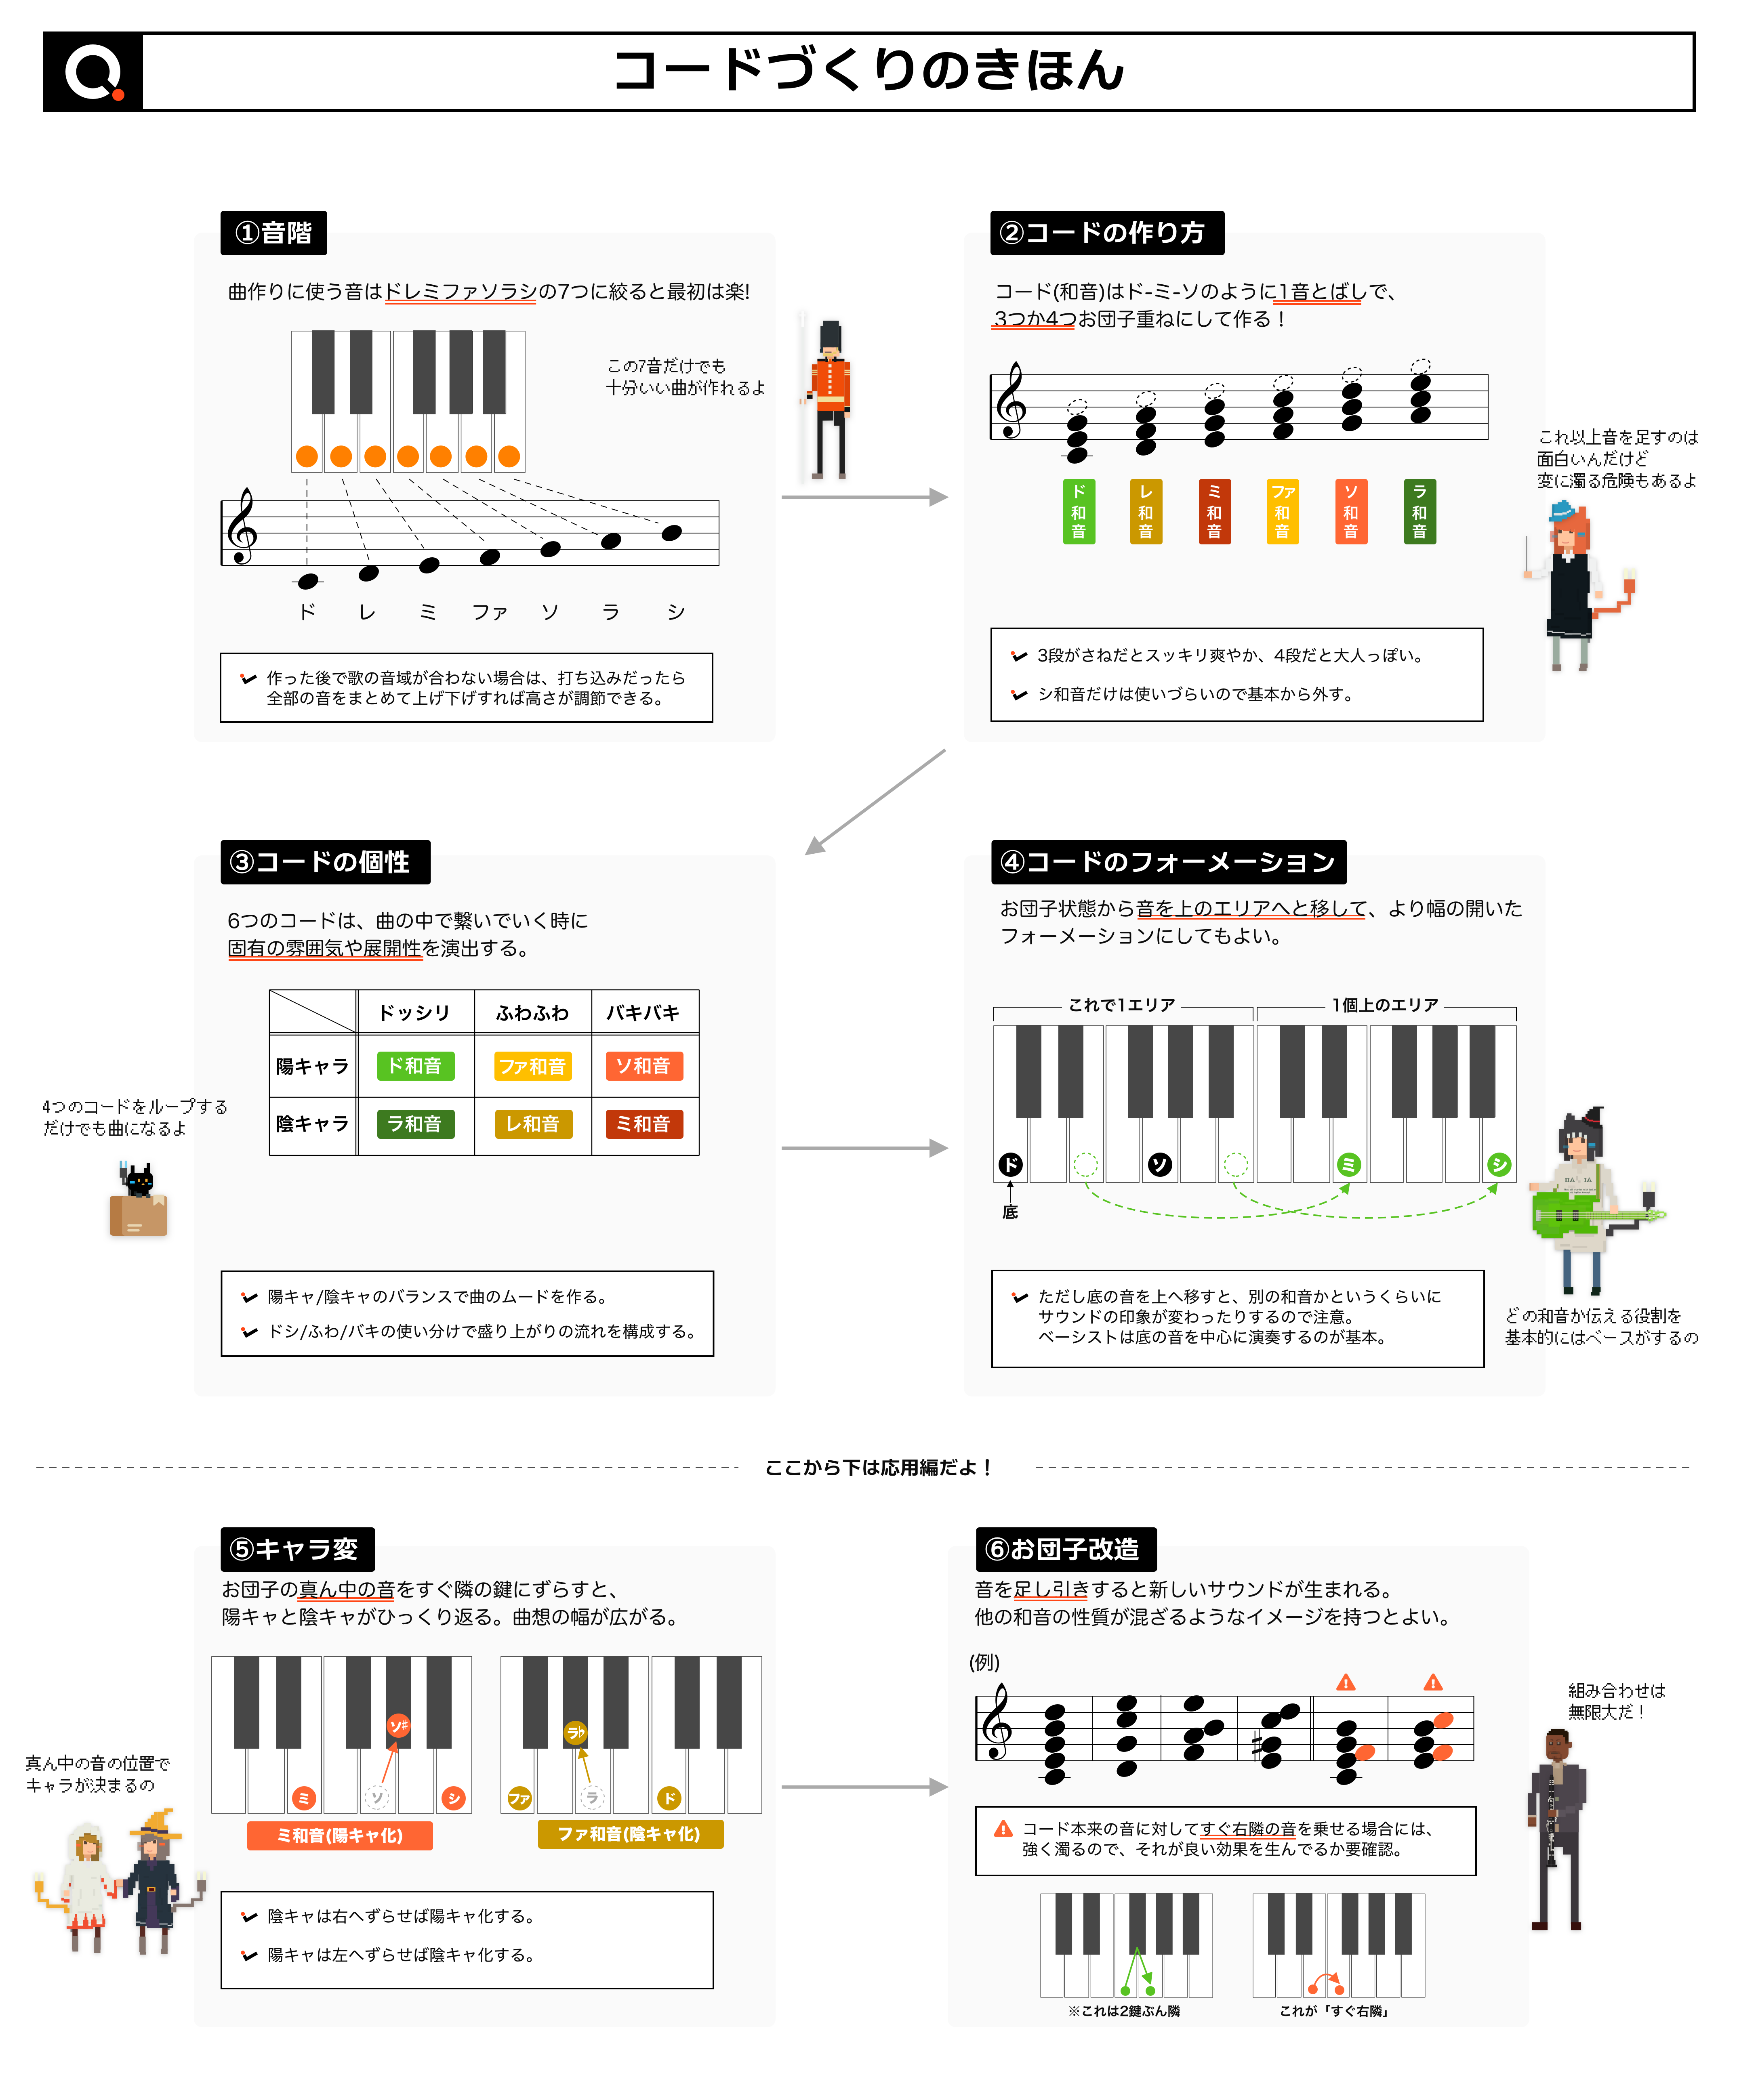 コードづくりのきほん
①音階
曲作りに使う音はドレミファソラシの7つに絞ると最初は楽!
この7音だけでも
十分いい曲が作れるよ
ド レ ミ ファ ソ ラ シ
作った後で歌の音域が合わない場合は、打ち込みだったら
全部の音をまとめて上げ下げすれば高さが調節できる。
②コードの作り方
コード(和音)はド-ミ-ソのように1音とばしで、
3つか4つお団子重ねにして作る！
ド和音 レ和音 ミ和音 ファ和音 ソ和音 ラ和音
これ以上音を足すのは
面白いんだけど
変に濁る危険もあるよ
3段がさねだとスッキリ爽やか、4段だと大人っぽい。
シ和音だけは使いづらいので基本から外す。
③コードの個性
6つのコードは、曲の中で繋いでいく時に
固有の雰囲気や展開性を演出する。
ドッシリ ふわふわ バキバキ
陽キャラ ド和音 ファ和音 ソ和音
陰キャラ ラ和音 レ和音 ミ和音
4つのコードをループする
だけでも曲になるよ
陽キャ/陰キャのバランスで曲のムードを作る。
ドシ/ふわ/バキの使い分けで盛り上がりの流れを構成する。
④コードのフォーメーション
お団子状態から音を上のエリアへと移して、より幅の開いた
フォーメーションにしてもよい。
これで1エリア 1個上のエリア
ド ソ ミ シ
底
ただし底の音を上へ移すと、別の和音かというくらいに
サウンドの印象が変わったりするので注意。
ベーシストは底の音を中心に演奏するのが基本。
どの和音か伝える役割を
基本的にはベースがするの
ここから下は応用編だよ！
⑤キャラ変
お団子の真ん中の音をすぐ隣の鍵にずらすと、
陽キャと陰キャがひっくり返る。曲想の幅が広がる。
ソ♯ ラ♭
ミ ソ シ ファ ラ ド
ミ和音(陽キャ化) ファ和音(陰キャ化)
真ん中の音の位置で
キャラが決まるの
陰キャは右へずらせば陽キャ化する。
陽キャは左へずらせば陰キャ化する。
⑥お団子改造
音を足し引きすると新しいサウンドが生まれる。
他の和音の性質が混ざるようなイメージを持つとよい。
(例)
組み合わせは
無限大だ！
コード本来の音に対してすぐ右隣の音を乗せる場合には、
強く濁るので、それが良い効果を生んでるか要確認。
※これは2鍵ぶん隣 これが「すぐ右隣」